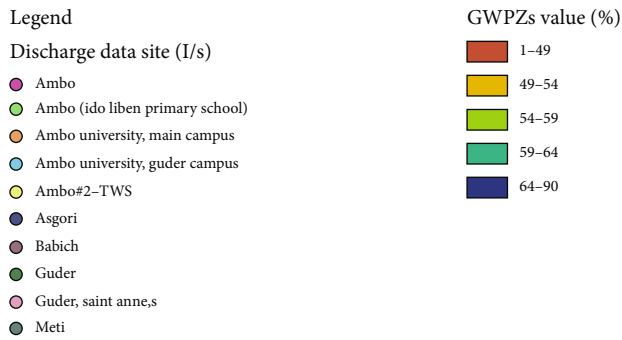 Legend
Discharge data site (I/s)
Ambo
Ambo (ido liben primary school)
Ambo university, main campus
Ambo university, guder campus
Ambo#2–TWS
Asgori
Babich
Guder
Guder, saint anne,s
Meti
GWPZs value (%)
1–49
49–54
54–59
59–64
64–90